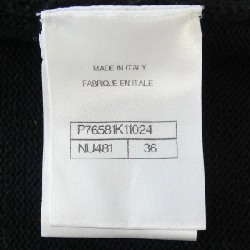 MADE IN ITALY
FABRIQUE EN ITALIE
P76581K11024
NU481 36